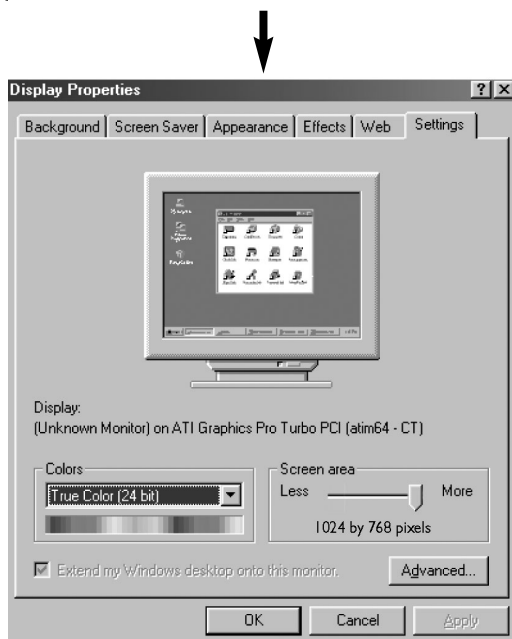 Display Properties
Background Screen Saver Appearance Effects Web Settings
Display:
(Unknown Monitor) on ATI Graphics Pro Turbo PCI (atim64 - CT)
Colors
True Color (24 bit)
Screen area
Less More
1024 by 768 pixels
Extend my Windows desktop onto this monitor.
Advanced...
OK Cancel Apply